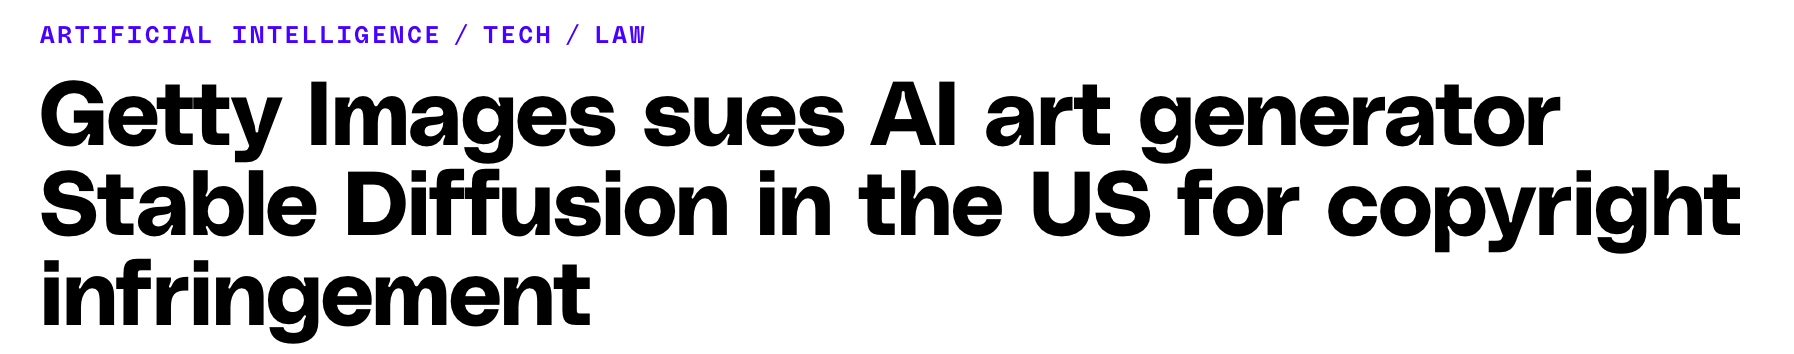 ARTIFICIAL INTELLIGENCE / TECH / LAW
Getty Images sues AI art generator
Stable Diffusion in the US for copyright
infringement